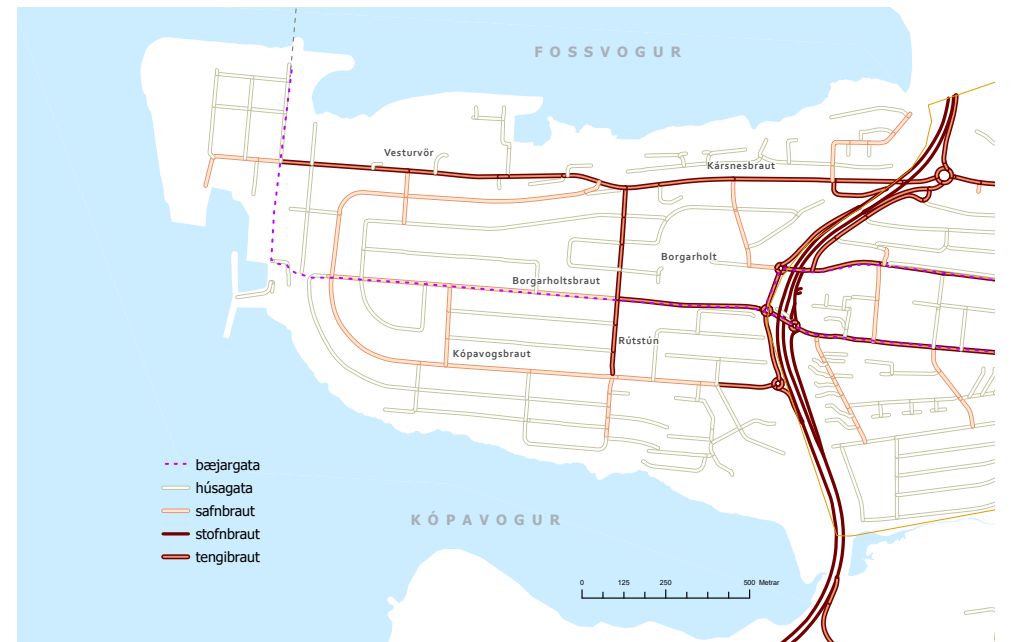 FOSSVOGUR
Vesturvör
Kársnesbraut
Borgarholt
Borgarholtsbraut
Rútstún
Kópavogsbraut
bæjargata
húsagata
safnbraut
stofnbraut
tengibraut
KÓPAVOGUR
0 125 250 500 Metrar